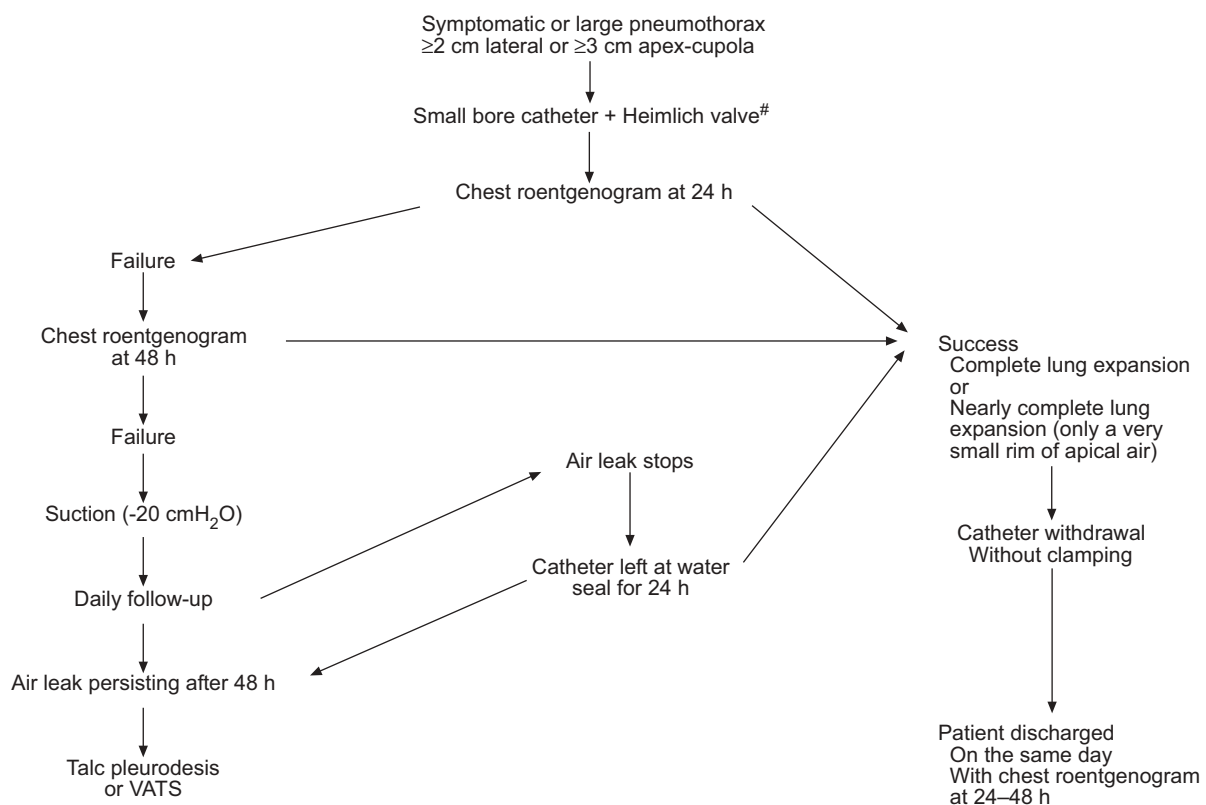 Symptomatic or large pneumothorax
≥2 cm lateral or ≥3 cm apex-cupola
Small bore catheter + Heimlich valve#
Chest roentgenogram at 24 h
Failure
Chest roentgenogram
at 48 h
Failure
Suction (-20 cmH2O)
Daily follow-up
Air leak persisting after 48 h
Talc pleurodesis
or VATS
Air leak stops
Catheter left at water
seal for 24 h
Success
Complete lung expansion
or
Nearly complete lung
expansion (only a very
small rim of apical air)
Catheter withdrawal
Without clamping
Patient discharged
On the same day
With chest roentgenogram
at 24–48 h